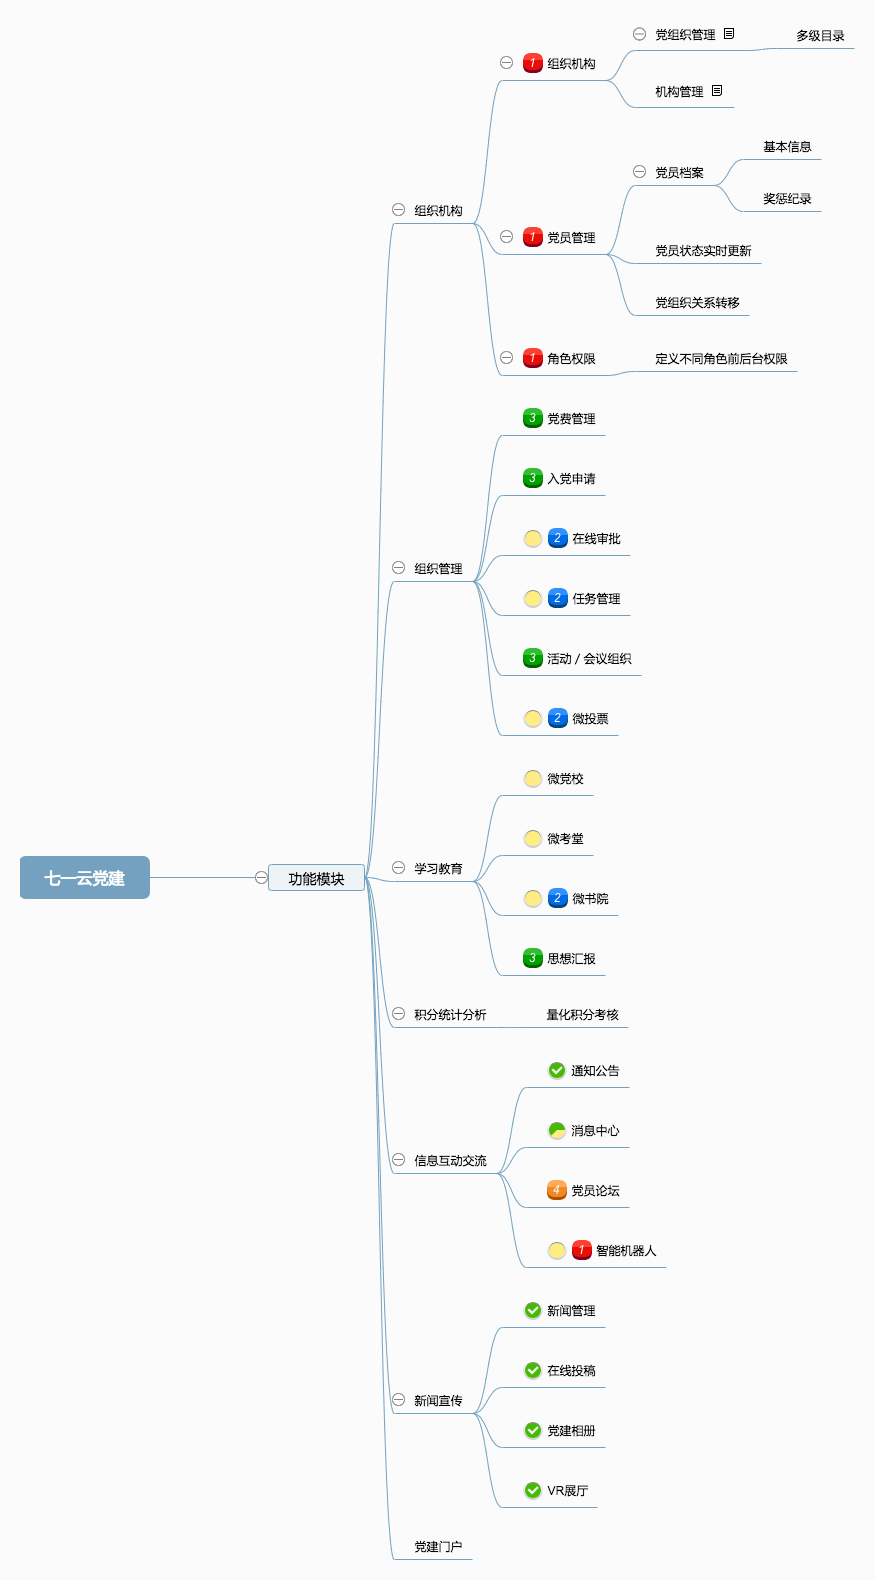 七一云党建
功能模块
组织机构
1 组织机构
党组织管理
多级目录
机构管理
1 党员管理
党员档案
基本信息
奖惩纪录
党员状态实时更新
党组织关系转移
1 角色权限
定义不同角色前后台权限
组织管理
3 党费管理
3 入党申请
2 在线审批
2 任务管理
3 活动 / 会议组织
2 微投票
学习教育
微党校
微考堂
2 微书院
3 思想汇报
积分统计分析
量化积分考核
信息互动交流
通知公告
消息中心
4 党员论坛
1 智能机器人
新闻宣传
新闻管理
在线投稿
党建相册
VR展厅
党建门户